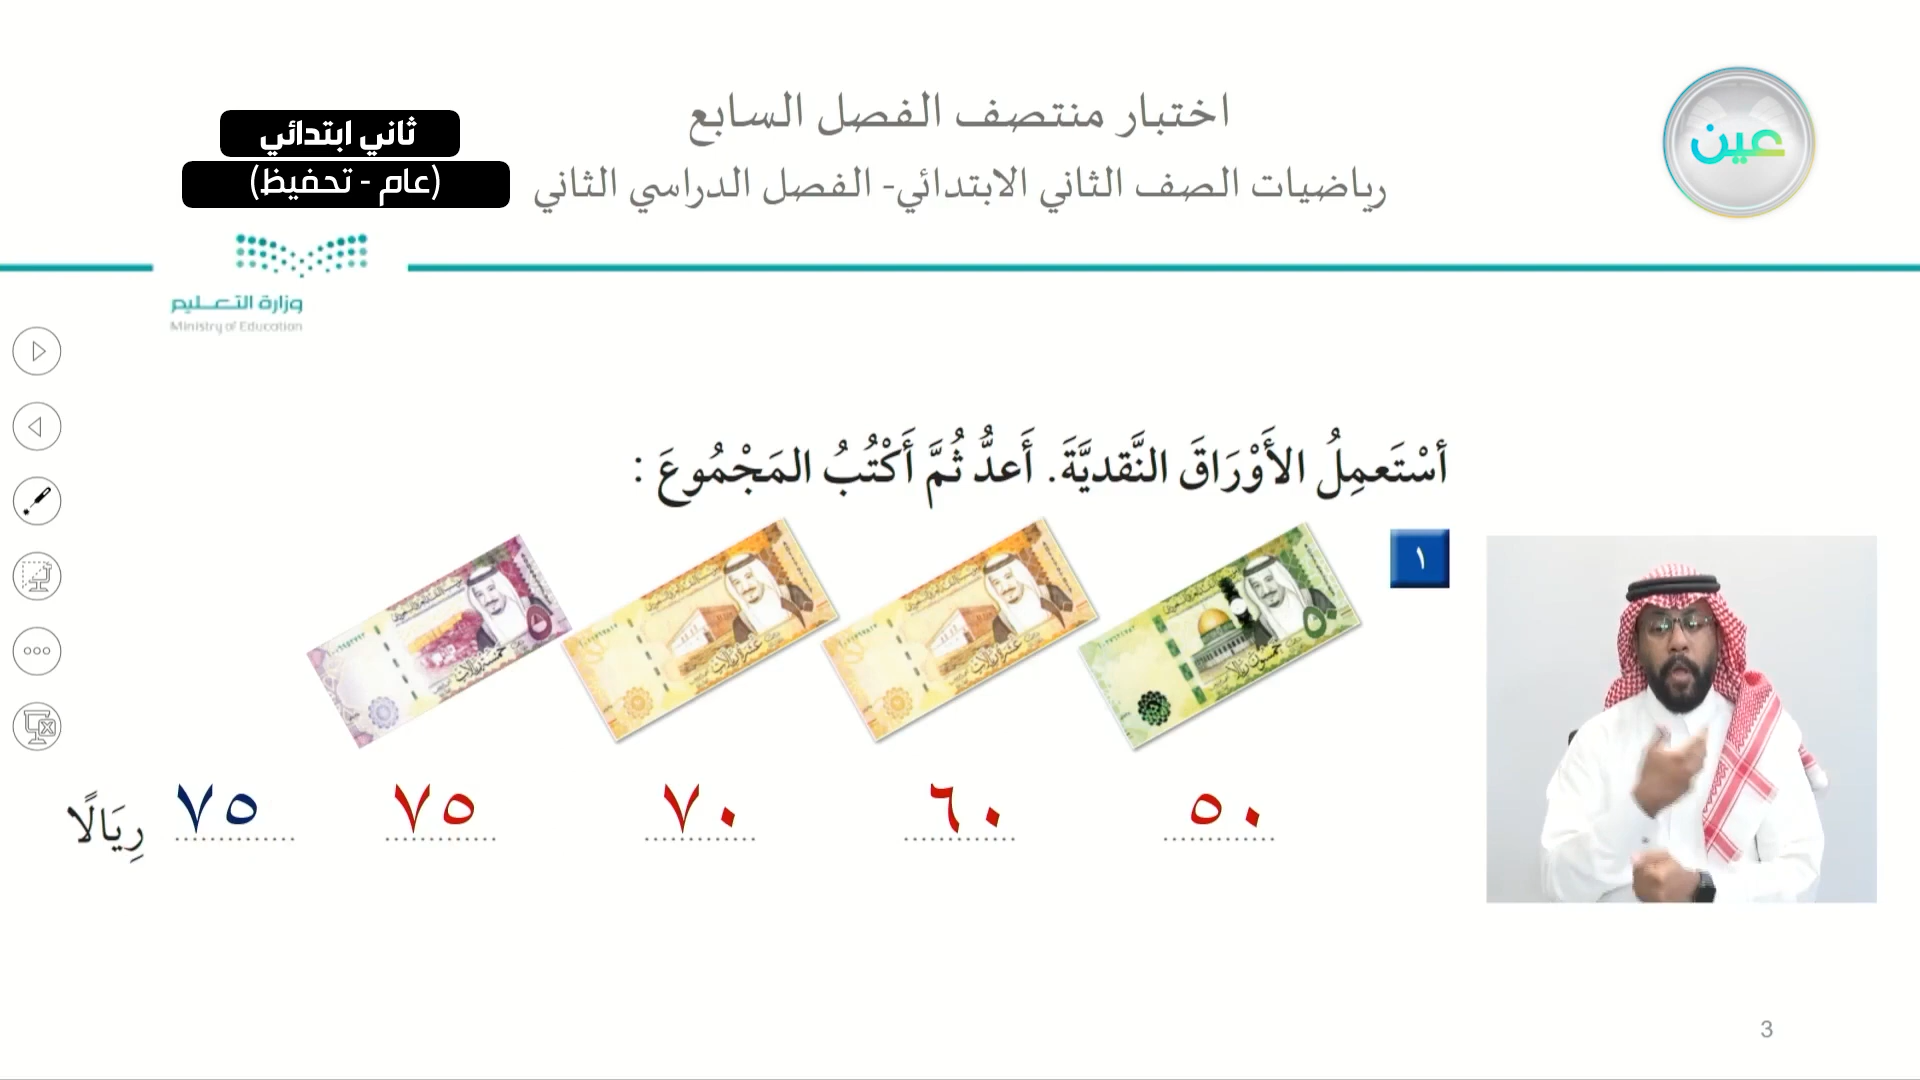 اختبار منتصف الفصل السابع
رياضيات الصف الثاني الابتدائي- الفصل الدراسي الثاني
ثاني ابتدائي
(عام - تحفيظ)
عين
وزارة التعليم
Ministry of Education
أَسْتَعمِلُ الأَوْرَاقَ النَّقديَّةَ. أَعدُّ ثُمَّ أَكْتُبُ المَجْمُوعَ :
١
٥٠
٦٠
٧٠
٧٥
٧٥ رِيَالًا
3